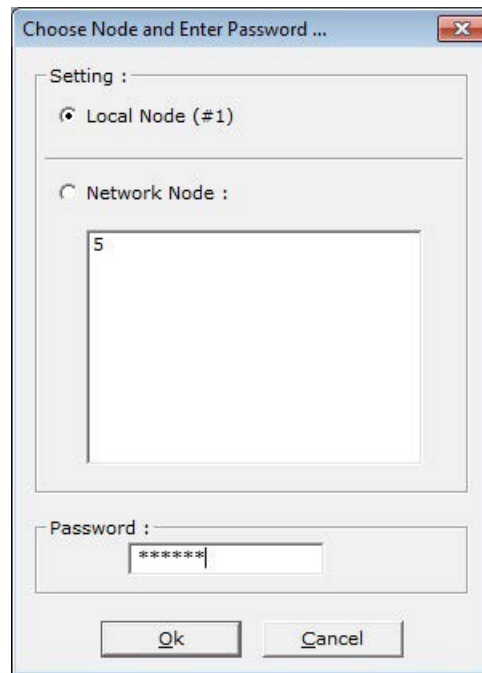 Choose Node and Enter Password ...
Setting :
Local Node (#1)
Network Node :
5
Password :
******
Ok
Cancel